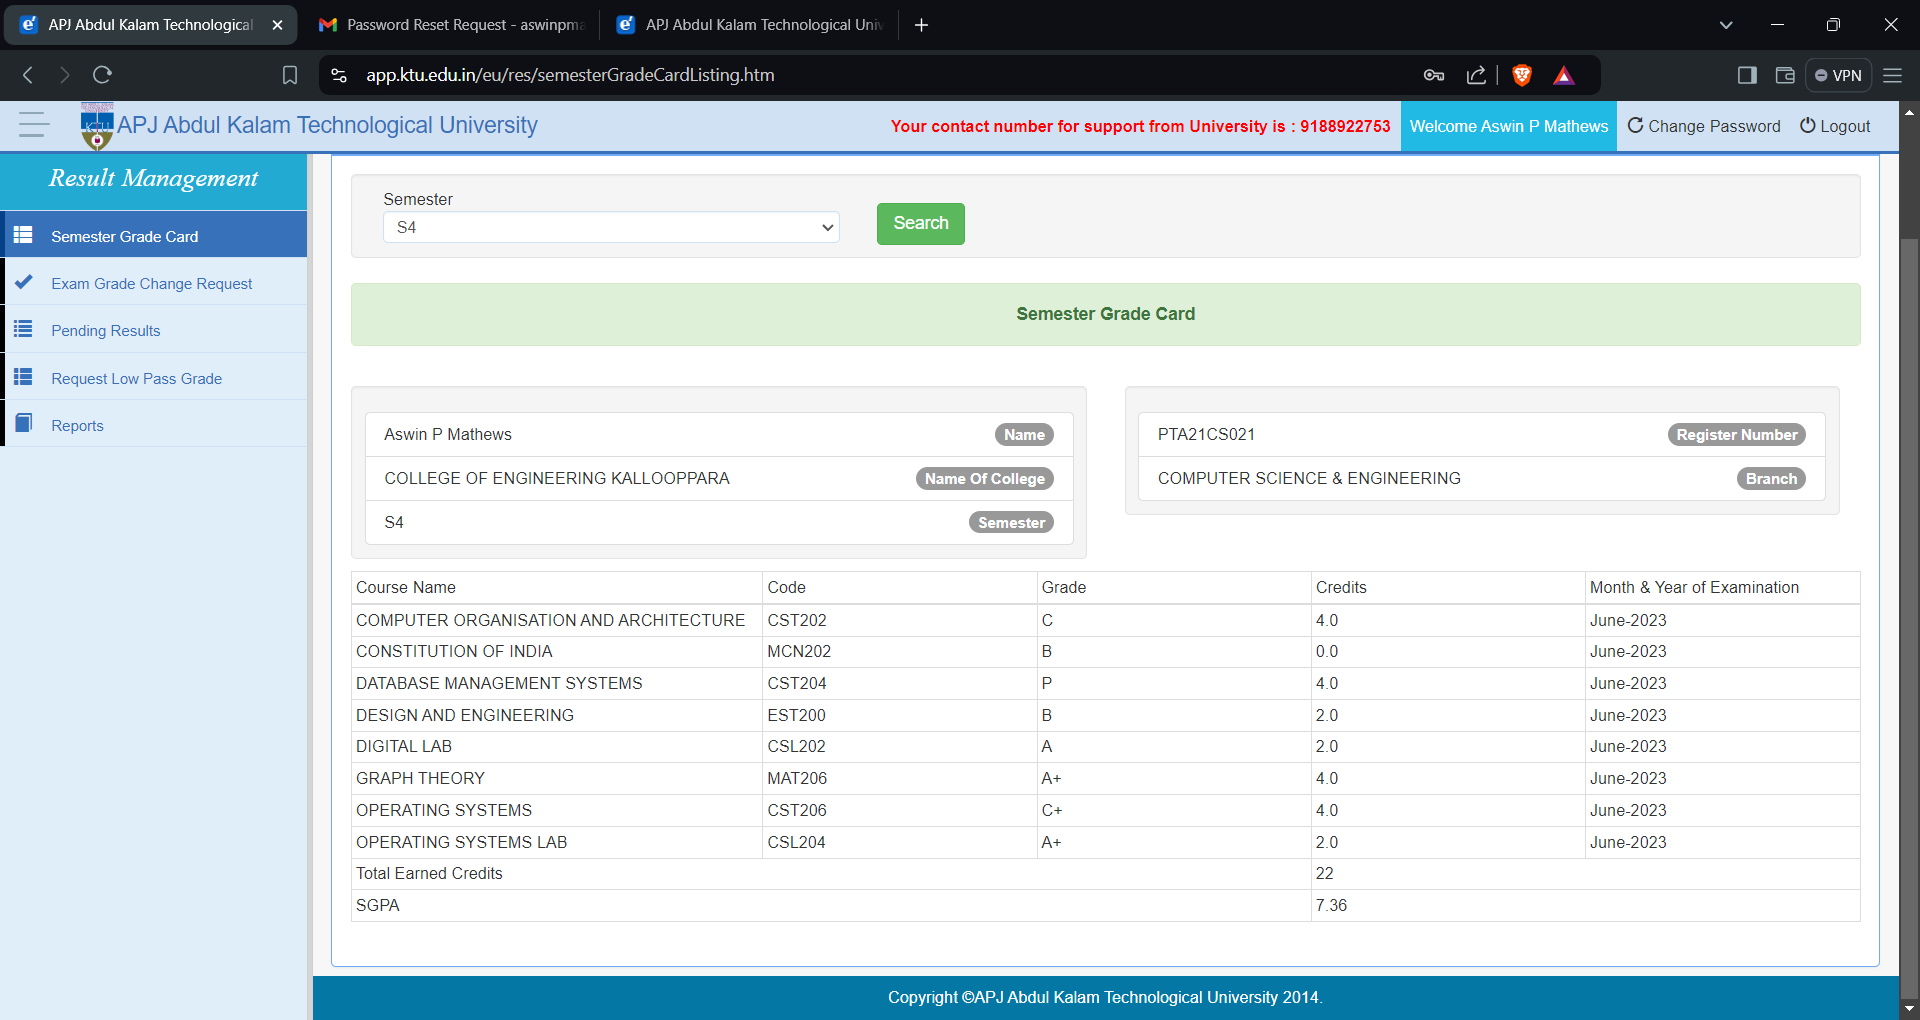 APJ Abdul Kalam Technological
Password Reset Request - aswinpma
APJ Abdul Kalam Technological Univ
app.ktu.edu.in/eu/res/semesterGradeCardListing.htm
VPN
APJ Abdul Kalam Technological University
Your contact number for support from University is : 9188922753
Welcome Aswin P Mathews
Change Password
Logout
Result Management
Semester Grade Card
Exam Grade Change Request
Pending Results
Request Low Pass Grade
Reports
Semester
S4
Search
Semester Grade Card
Aswin P Mathews Name
COLLEGE OF ENGINEERING KALLOOPPARA Name Of College
S4 Semester
PTA21CS021 Register Number
COMPUTER SCIENCE & ENGINEERING Branch
Course Name Code Grade Credits Month & Year of Examination
COMPUTER ORGANISATION AND ARCHITECTURE CST202 C 4.0 June-2023
CONSTITUTION OF INDIA MCN202 B 0.0 June-2023
DATABASE MANAGEMENT SYSTEMS CST204 P 4.0 June-2023
DESIGN AND ENGINEERING EST200 B 2.0 June-2023
DIGITAL LAB CSL202 A 2.0 June-2023
GRAPH THEORY MAT206 A+ 4.0 June-2023
OPERATING SYSTEMS CST206 C+ 4.0 June-2023
OPERATING SYSTEMS LAB CSL204 A+ 2.0 June-2023
Total Earned Credits 22
SGPA 7.36
Copyright ©APJ Abdul Kalam Technological University 2014.